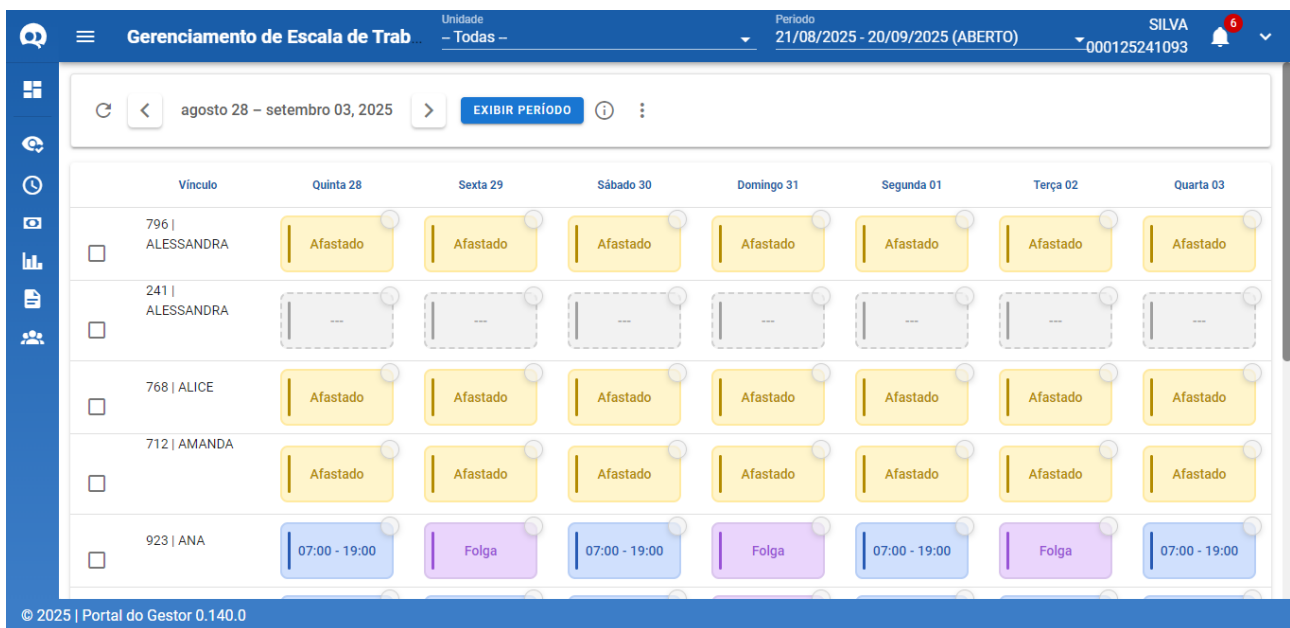 Gerenciamento de Escala de Trab...
Unidade
– Todas –
Periodo
21/08/2025 - 20/09/2025 (ABERTO)
SILVA
000125241093
6
agosto 28 – setembro 03, 2025
EXIBIR PERÍODO
Vínculo Quinta 28 Sexta 29 Sábado 30 Domingo 31 Segunda 01 Terça 02 Quarta 03
796 |
ALESSANDRA
Afastado Afastado Afastado Afastado Afastado Afastado Afastado
241 |
ALESSANDRA
--- --- --- --- --- --- ---
768 | ALICE
Afastado Afastado Afastado Afastado Afastado Afastado Afastado
712 | AMANDA
Afastado Afastado Afastado Afastado Afastado Afastado Afastado
923 | ANA
07:00 - 19:00 Folga 07:00 - 19:00 Folga 07:00 - 19:00 Folga 07:00 - 19:00
© 2025 | Portal do Gestor 0.140.0